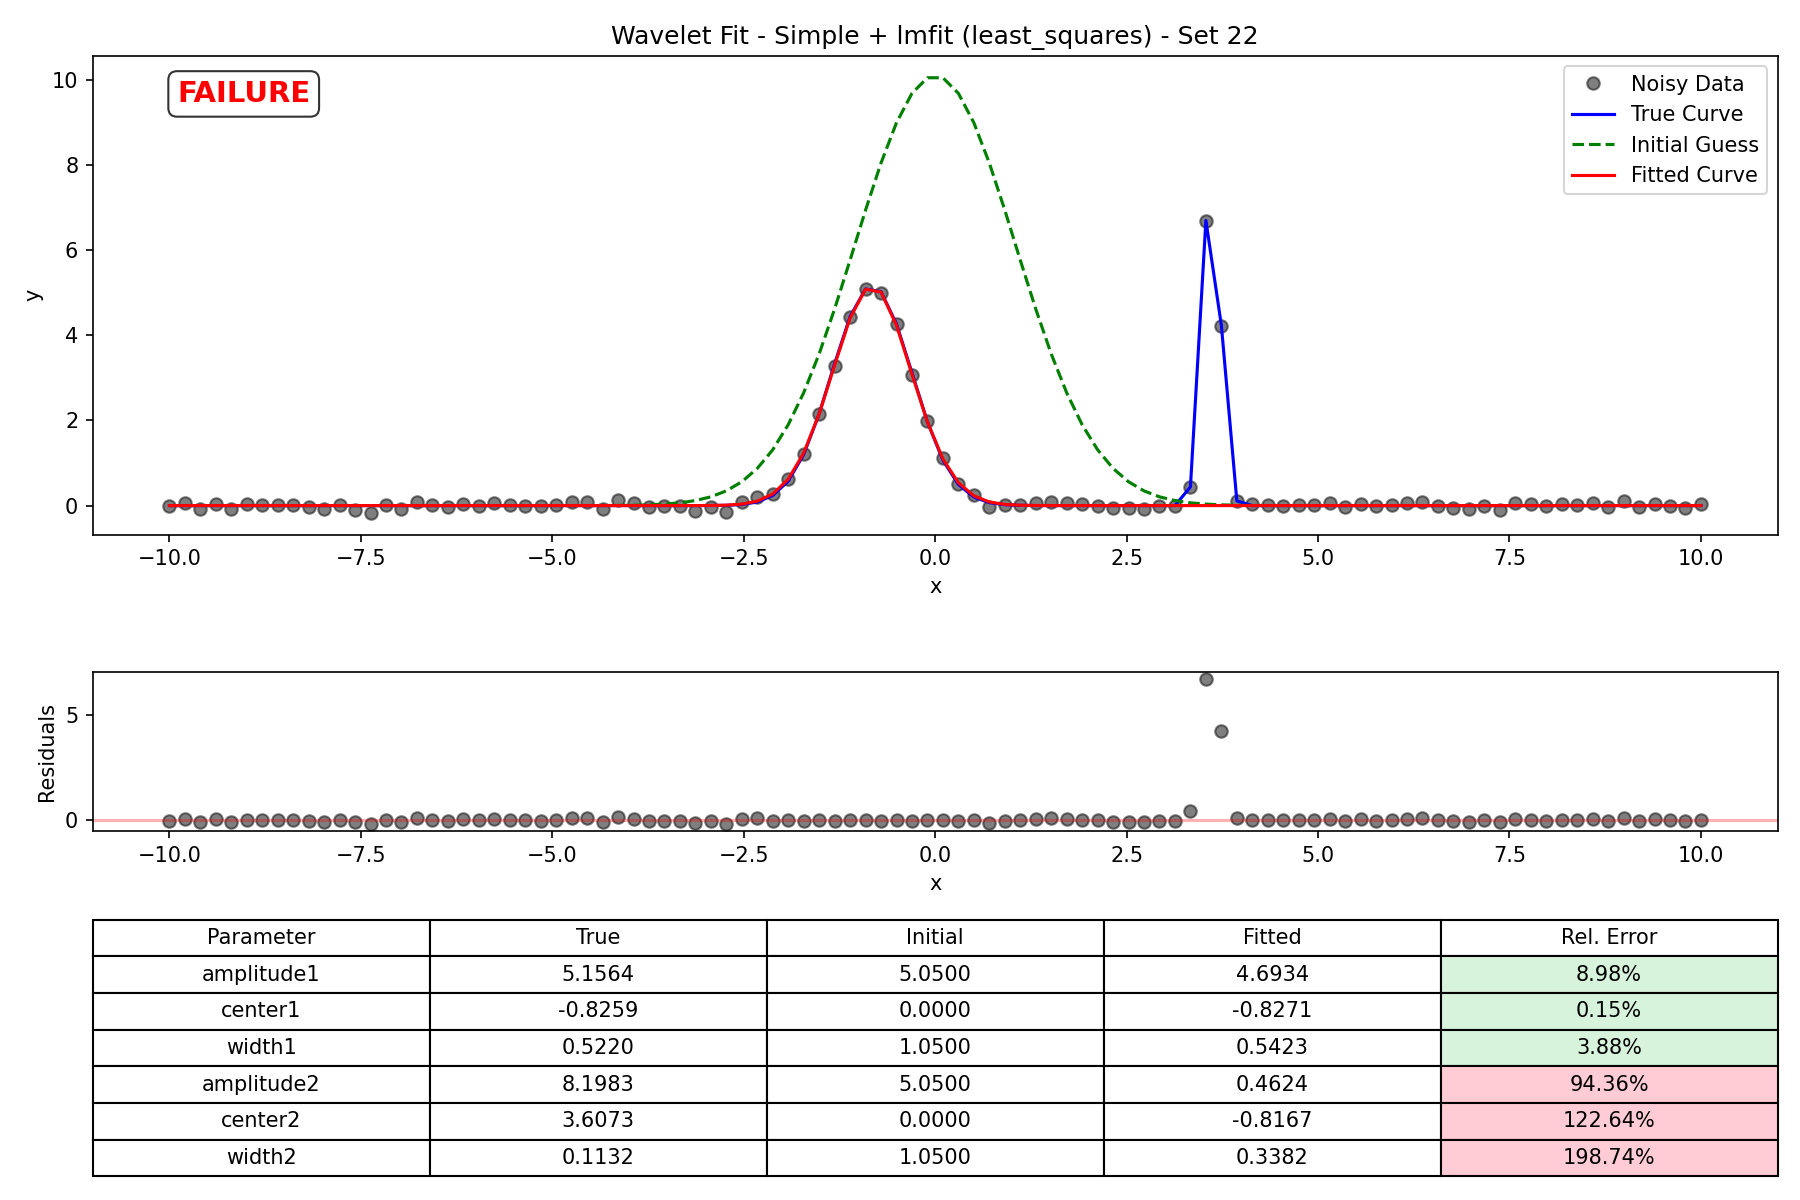 Wavelet Fit - Simple + lmfit (least_squares) - Set 22
FAILURE
Noisy Data
True Curve
Initial Guess
Fitted Curve
y
10
8
6
4
2
0
−10.0 −7.5 −5.0 −2.5 0.0 2.5 5.0 7.5 10.0
x
Residuals
5
0
−10.0 −7.5 −5.0 −2.5 0.0 2.5 5.0 7.5 10.0
x
Parameter True Initial Fitted Rel. Error
amplitude1 5.1564 5.0500 4.6934 8.98%
center1 -0.8259 0.0000 -0.8271 0.15%
width1 0.5220 1.0500 0.5423 3.88%
amplitude2 8.1983 5.0500 0.4624 94.36%
center2 3.6073 0.0000 -0.8167 122.64%
width2 0.1132 1.0500 0.3382 198.74%